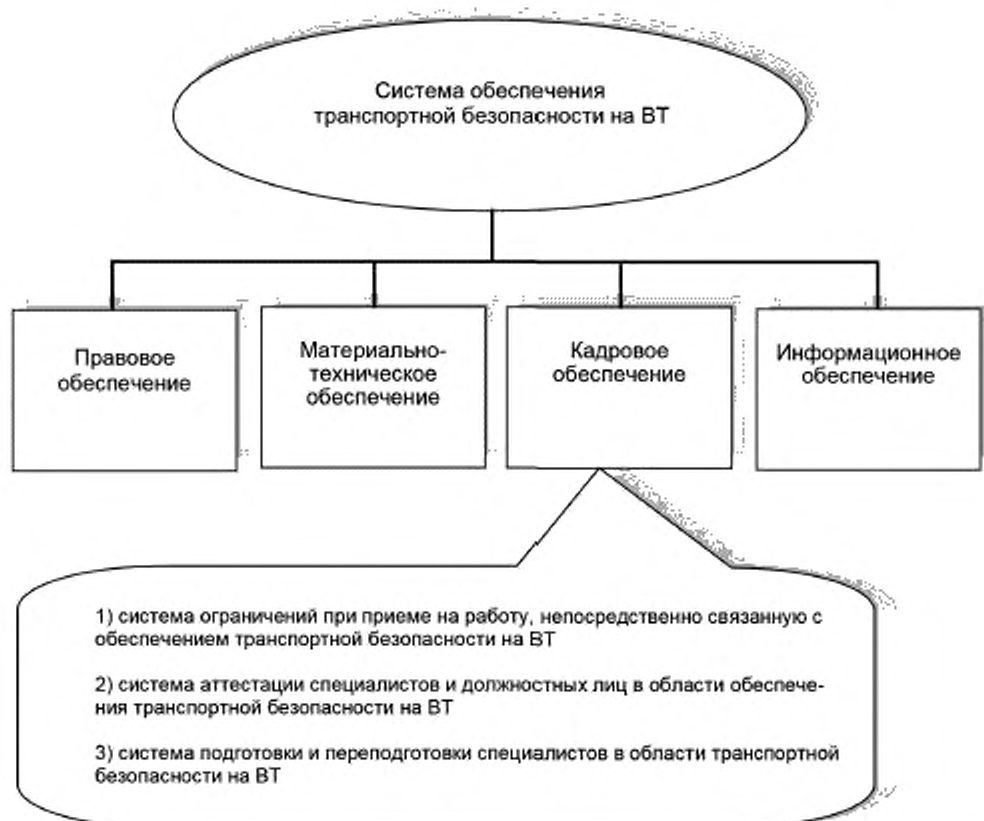 Система обеспечения
транспортной безопасности на ВТ
Правовое
обеспечение
Материально-
техническое
обеспечение
Кадровое
обеспечение
Информационное
обеспечение
1) система ограничений при приеме на работу, непосредственно связанную с
обеспечением транспортной безопасности на ВТ
2) система аттестации специалистов и должностных лиц в области обеспече-
ния транспортной безопасности на ВТ
3) система подготовки и переподготовки специалистов в области транспортной
безопасности на ВТ